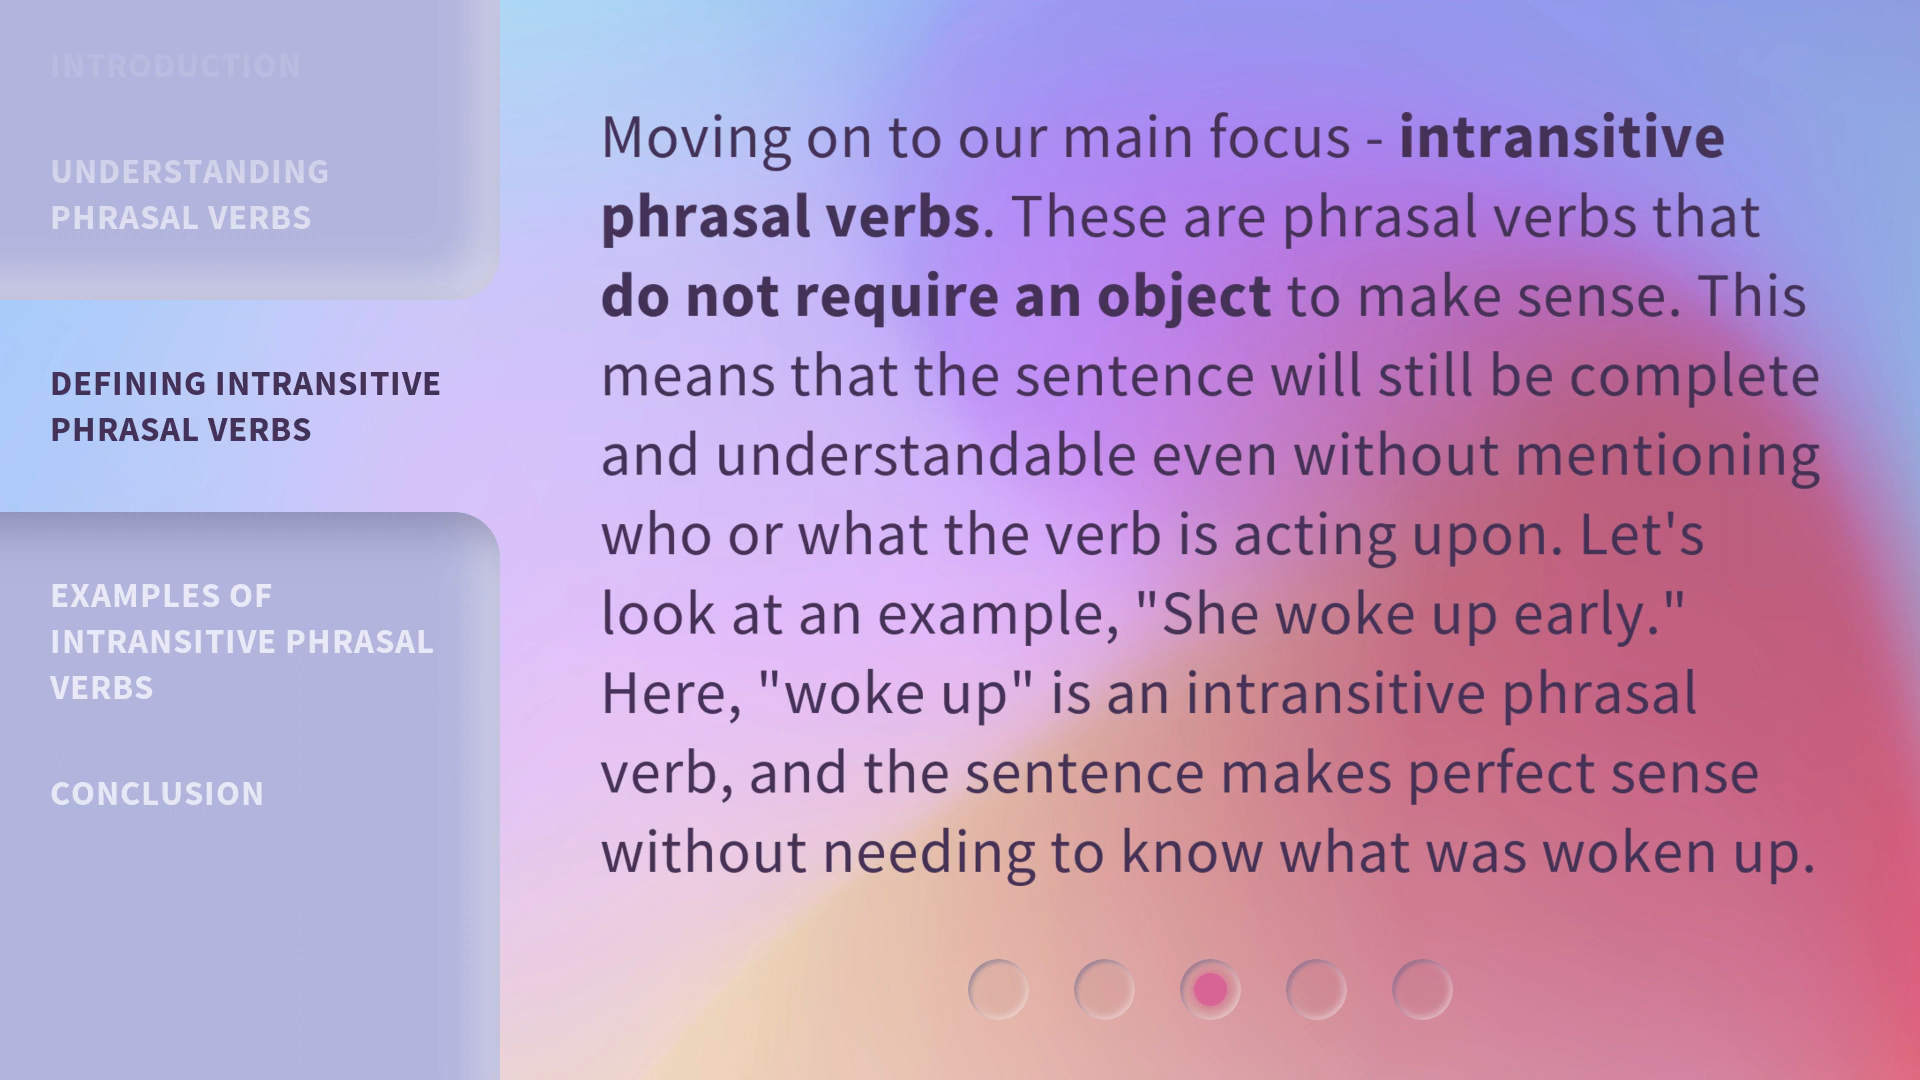 INTRODUCTION
UNDERSTANDING
PHRASAL VERBS
DEFINING INTRANSITIVE
PHRASAL VERBS
EXAMPLES OF
INTRANSITIVE PHRASAL
VERBS
CONCLUSION
Moving on to our main focus - intransitive
phrasal verbs. These are phrasal verbs that
do not require an object to make sense. This
means that the sentence will still be complete
and understandable even without mentioning
who or what the verb is acting upon. Let's
look at an example, "She woke up early."
Here, "woke up" is an intransitive phrasal
verb, and the sentence makes perfect sense
without needing to know what was woken up.